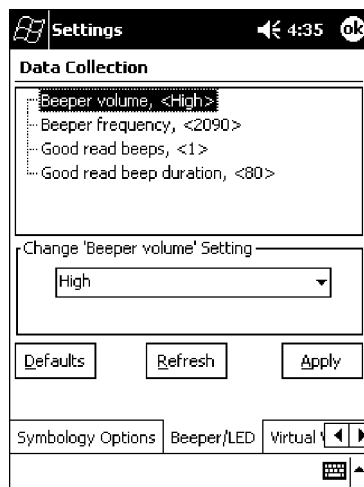 Settings 4:35 ok
Data Collection
Beeper volume, <High>
Beeper frequency, <2090>
Good read beeps, <1>
Good read beep duration, <80>
Change 'Beeper volume' Setting
High
Defaults Refresh Apply
Symbology Options Beeper/LED Virtual